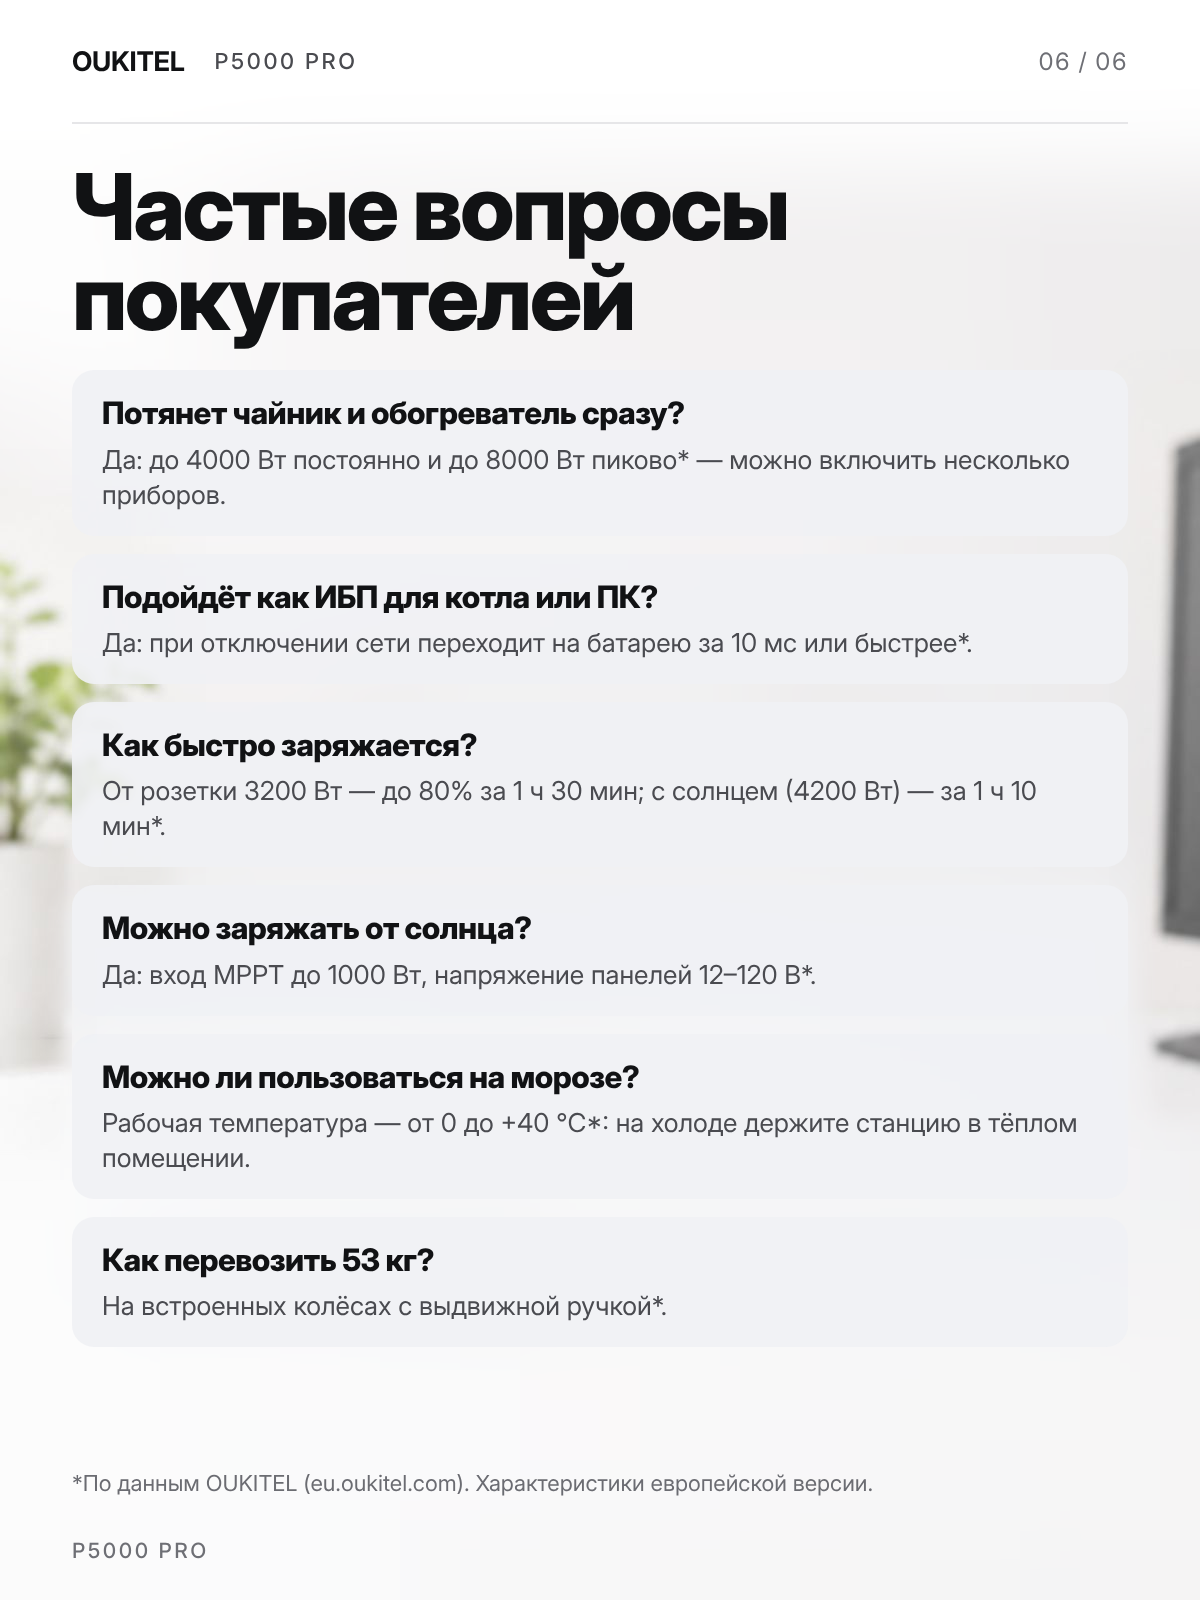 OUKITEL P5000 PRO 06 / 06
Частые вопросы
покупателей
Потянет чайник и обогреватель сразу?
Да: до 4000 Вт постоянно и до 8000 Вт пиково* — можно включить несколько
приборов.
Подойдёт как ИБП для котла или ПК?
Да: при отключении сети переходит на батарею за 10 мс или быстрее*.
Как быстро заряжается?
От розетки 3200 Вт — до 80% за 1 ч 30 мин; с солнцем (4200 Вт) — за 1 ч 10
мин*.
Можно заряжать от солнца?
Да: вход MPPT до 1000 Вт, напряжение панелей 12–120 В*.
Можно ли пользоваться на морозе?
Рабочая температура — от 0 до +40 °C*: на холоде держите станцию в тёплом
помещении.
Как перевозить 53 кг?
На встроенных колёсах с выдвижной ручкой*.
*По данным OUKITEL (eu.oukitel.com). Характеристики европейской версии.
P5000 PRO